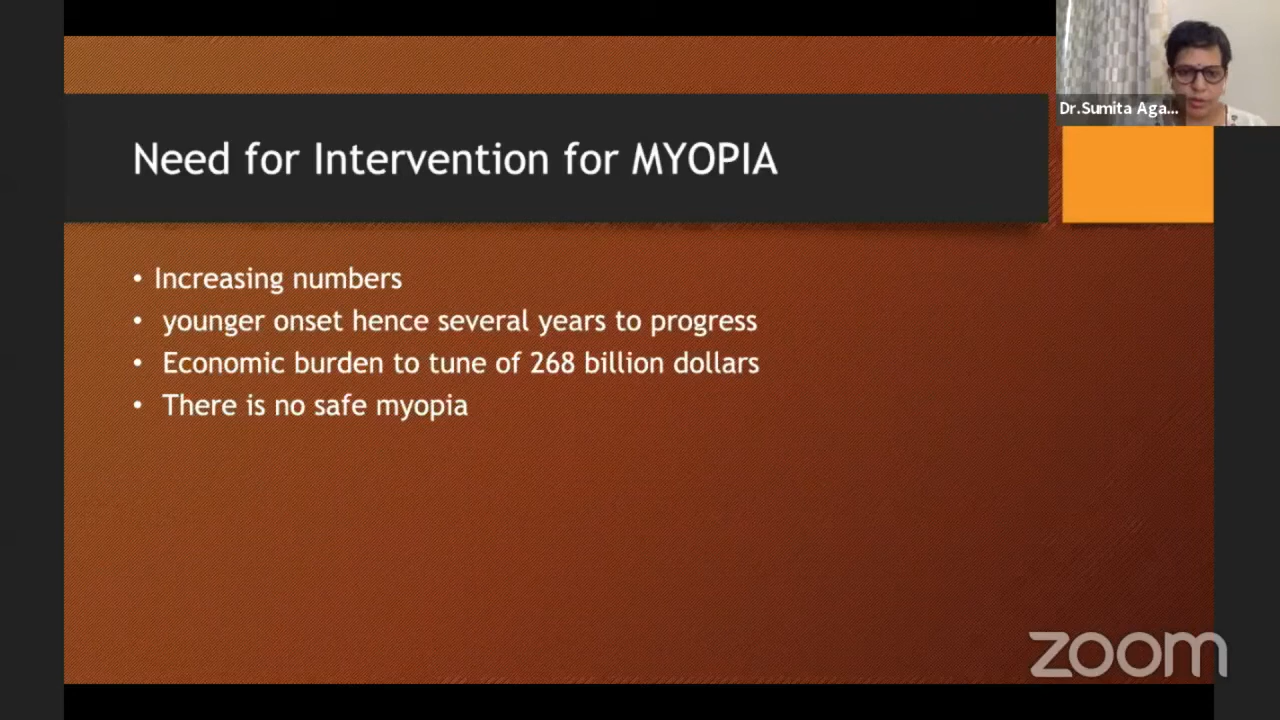 Dr.Sumita Aga...
Need for Intervention for MYOPIA
• Increasing numbers
• younger onset hence several years to progress
• Economic burden to tune of 268 billion dollars
• There is no safe myopia
zoom